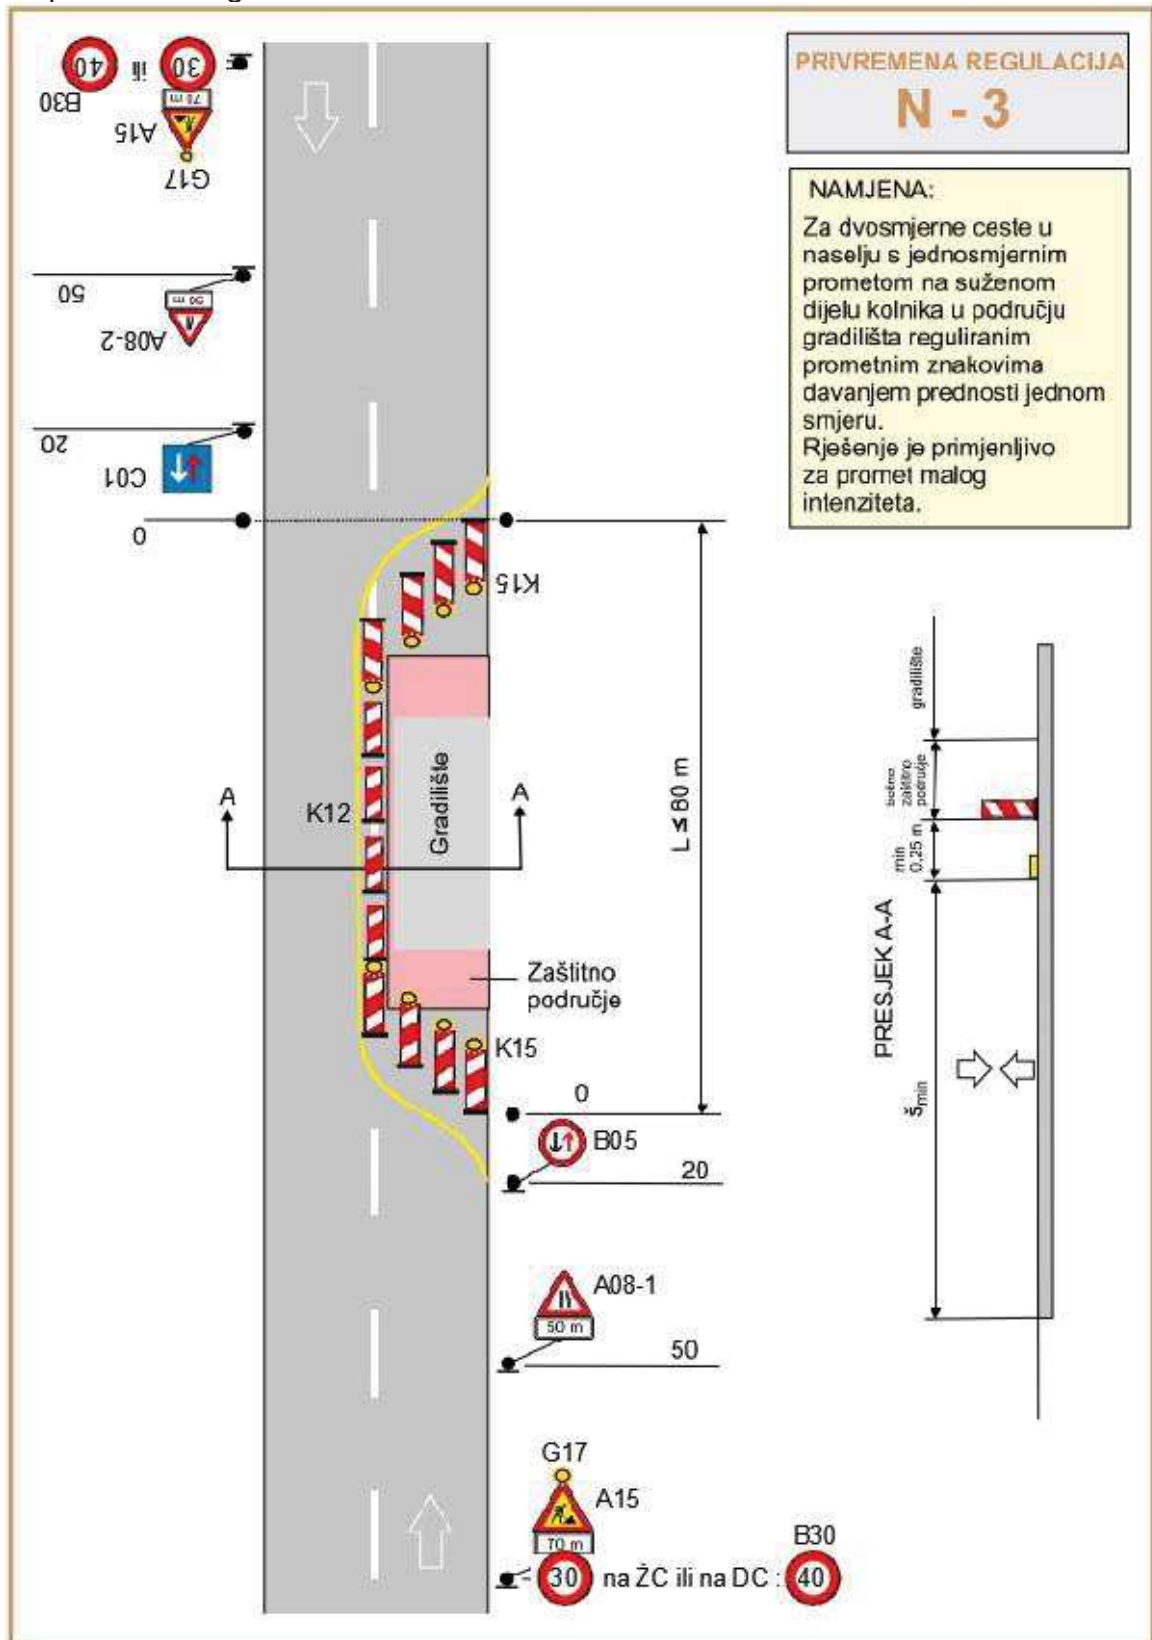 PRIVREMENA REGULACIJA
N - 3
NAMJENA:
Za dvosmjerne ceste u
naselju s jednosmjernim
prometom na suženom
dijelu kolnika u području
gradilišta reguliranim
prometnim znakovima
davanjem prednosti jednom
smjeru.
Rješenje je primjenljivo
za promet malog
intenziteta.
40 ili 30
B30
70 m
A15
G17
50
50 m
A08-2
20
C01
0
K15
A
A
K12
Gradilište
L ≤ 80 m
Zaštitno
područje
K15
0
B05
20
A08-1
50 m
50
G17
A15
70 m
B30
30 na ŽC ili na DC : 40
gradilište
bočno
zaštitno
područje
min
0,25 m
PRESJEK A-A
šmin